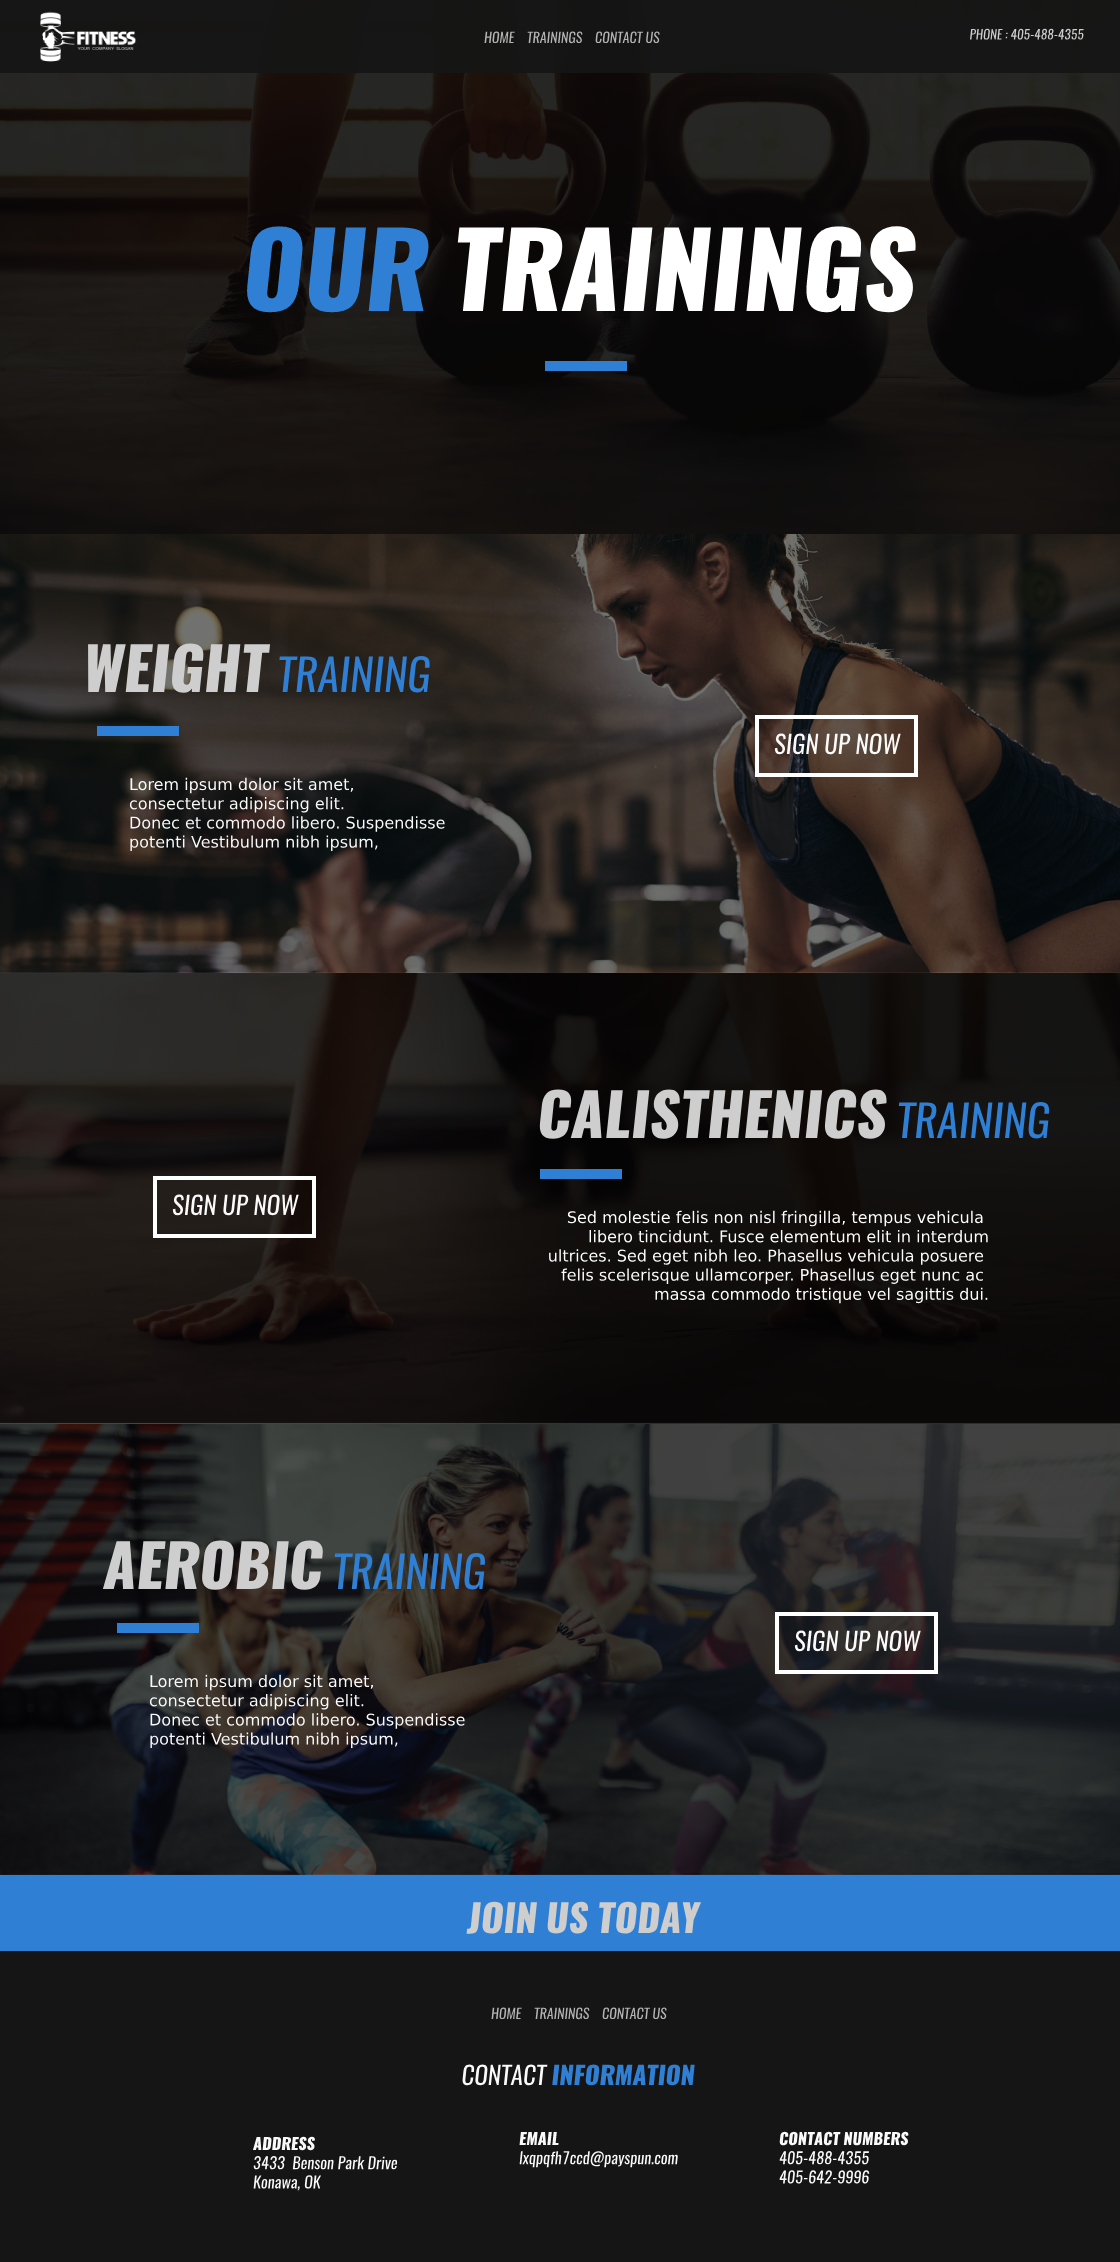 FITNESS
YOUR COMPANY SLOGAN
HOME TRAININGS CONTACT US
PHONE : 405-488-4355
OUR TRAININGS
WEIGHT TRAINING
SIGN UP NOW
Lorem ipsum dolor sit amet,
consectetur adipiscing elit.
Donec et commodo libero. Suspendisse
potenti Vestibulum nibh ipsum,
CALISTHENICS TRAINING
SIGN UP NOW
Sed molestie felis non nisl fringilla, tempus vehicula
libero tincidunt. Fusce elementum elit in interdum
ultrices. Sed eget nibh leo. Phasellus vehicula posuere
felis scelerisque ullamcorper. Phasellus eget nunc ac
massa commodo tristique vel sagittis dui.
AEROBIC TRAINING
SIGN UP NOW
Lorem ipsum dolor sit amet,
consectetur adipiscing elit.
Donec et commodo libero. Suspendisse
potenti Vestibulum nibh ipsum,
JOIN US TODAY
HOME TRAININGS CONTACT US
CONTACT INFORMATION
ADDRESS
3433 Benson Park Drive
Konawa, OK
EMAIL
lxqpqfh7ccd@payspun.com
CONTACT NUMBERS
405-488-4355
405-642-9996